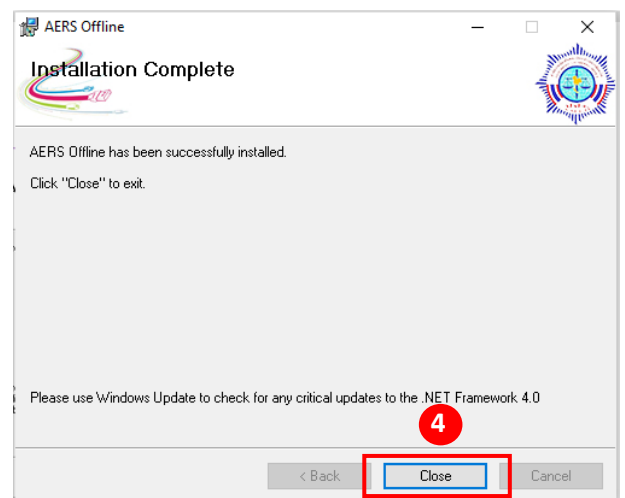 AERS Offline
Installation Complete
AERS Offline has been successfully installed.
Click "Close" to exit.
Please use Windows Update to check for any critical updates to the .NET Framework 4.0
4
< Back
Close
Cancel